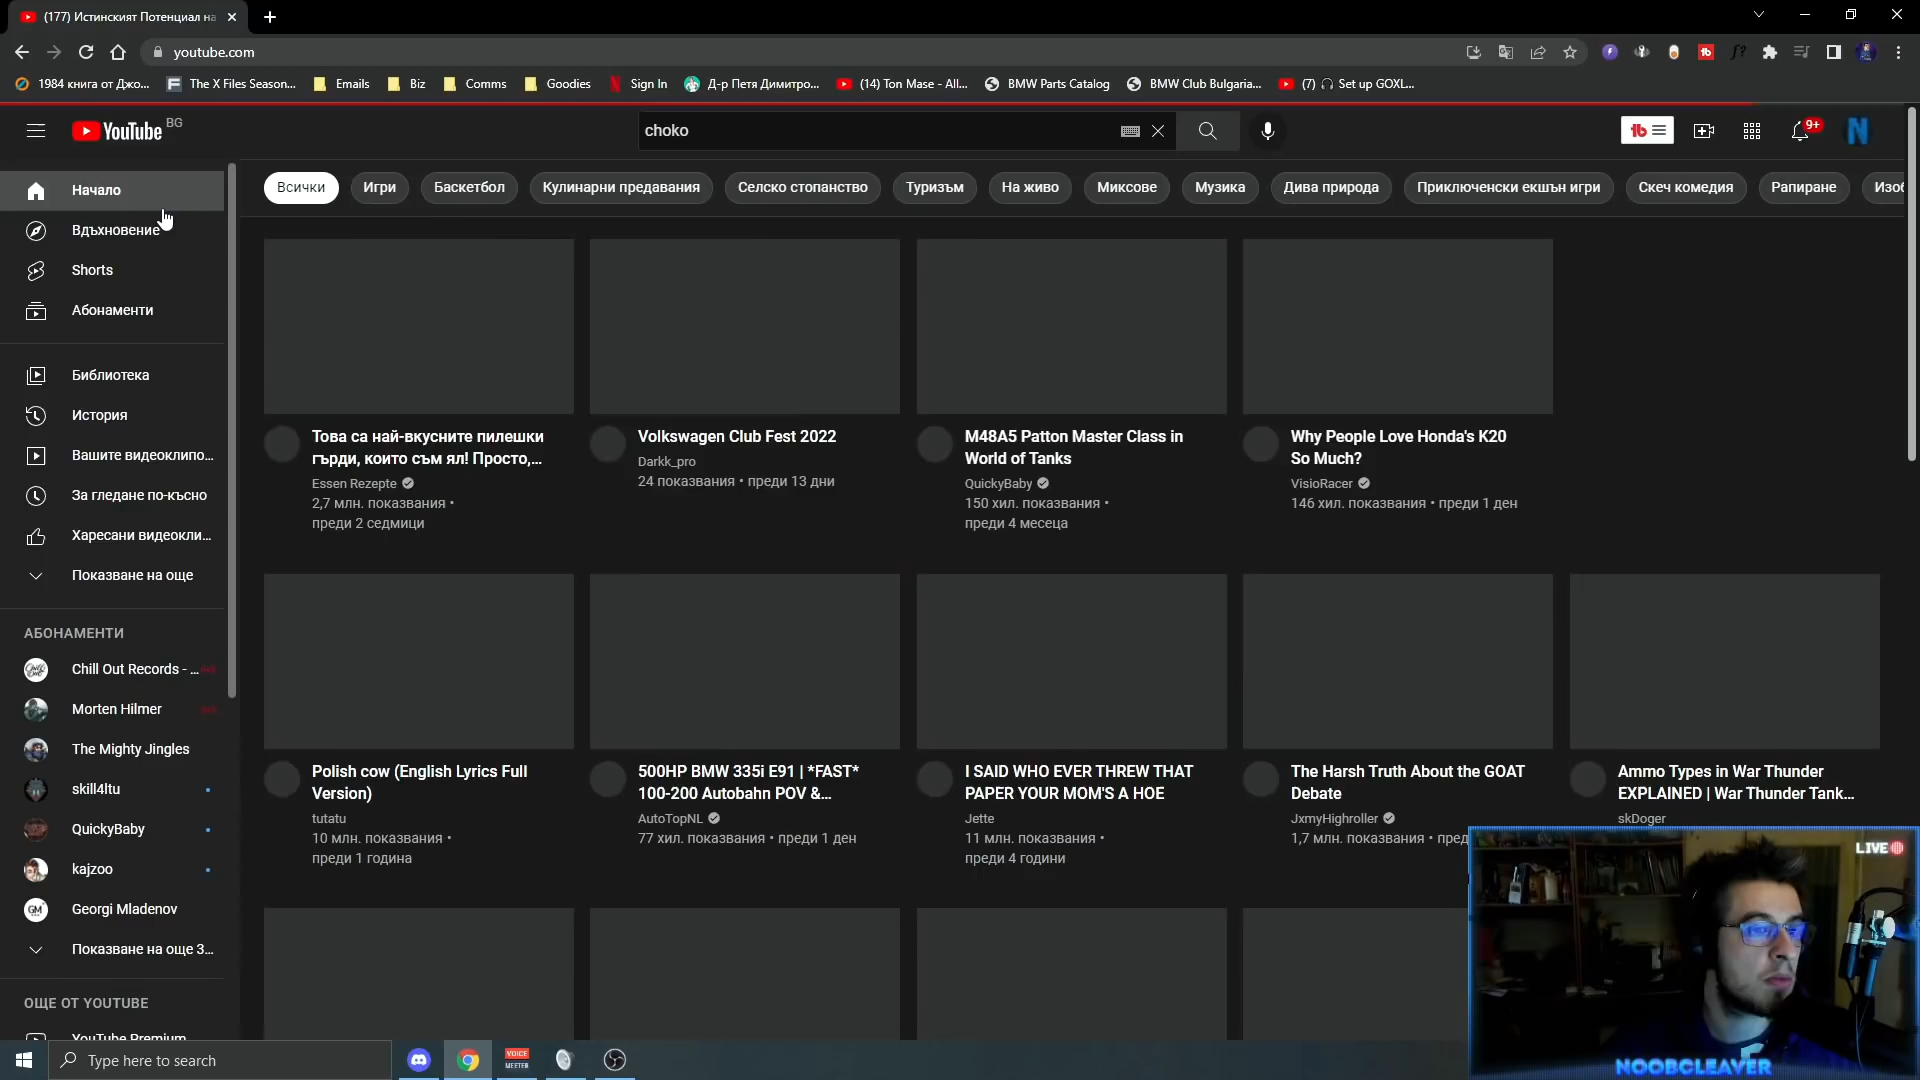 (177) Истинският Потенциал на
youtube.com
1984 книга от Джо...
The X Files Season...
Emails
Biz
Comms
Goodies
Sign In
Д-р Петя Димитро...
(14) Ton Mase - All...
BMW Parts Catalog
BMW Club Bulgaria...
(7) 🎧 Set up GOXL...
YouTube BG
choko
tb
9+
N
Начало
Вдъхновение
Shorts
Абонаменти
Библиотека
История
Вашите видеоклипо...
За гледане по-късно
Харесани видеокли...
Показване на още
АБОНАМЕНТИ
Chill Out Records - ...
Morten Hilmer
The Mighty Jingles
skill4ltu
QuickyBaby
kajzoo
GM
Georgi Mladenov
Показване на още 3...
ОЩЕ ОТ YOUTUBE
YouTube Premium
Всички
Игри
Баскетбол
Кулинарни предавания
Селско стопанство
Туризъм
На живо
Миксове
Музика
Дива природа
Приключенски екшън игри
Скеч комедия
Рапиране
Изоб
Това са най-вкусните пилешки
гърди, които съм ял! Просто,...
Essen Rezepte
2,7 млн. показвания •
преди 2 седмици
Volkswagen Club Fest 2022
Darkk_pro
24 показвания • преди 13 дни
M48A5 Patton Master Class in
World of Tanks
QuickyBaby
150 хил. показвания •
преди 4 месеца
Why People Love Honda's K20
So Much?
VisioRacer
146 хил. показвания • преди 1 ден
Polish cow (English Lyrics Full
Version)
tutatu
10 млн. показвания •
преди 1 година
500HP BMW 335i E91 | *FAST*
100-200 Autobahn POV &...
AutoTopNL
77 хил. показвания • преди 1 ден
I SAID WHO EVER THREW THAT
PAPER YOUR MOM'S A HOE
Jette
11 млн. показвания •
преди 4 години
The Harsh Truth About the GOAT
Debate
JxmyHighroller
1,7 млн. показвания • пред
Ammo Types in War Thunder
EXPLAINED | War Thunder Tank...
skDoger
LIVE
NOOBCLEAVER
Type here to search
VOICE
MEETER